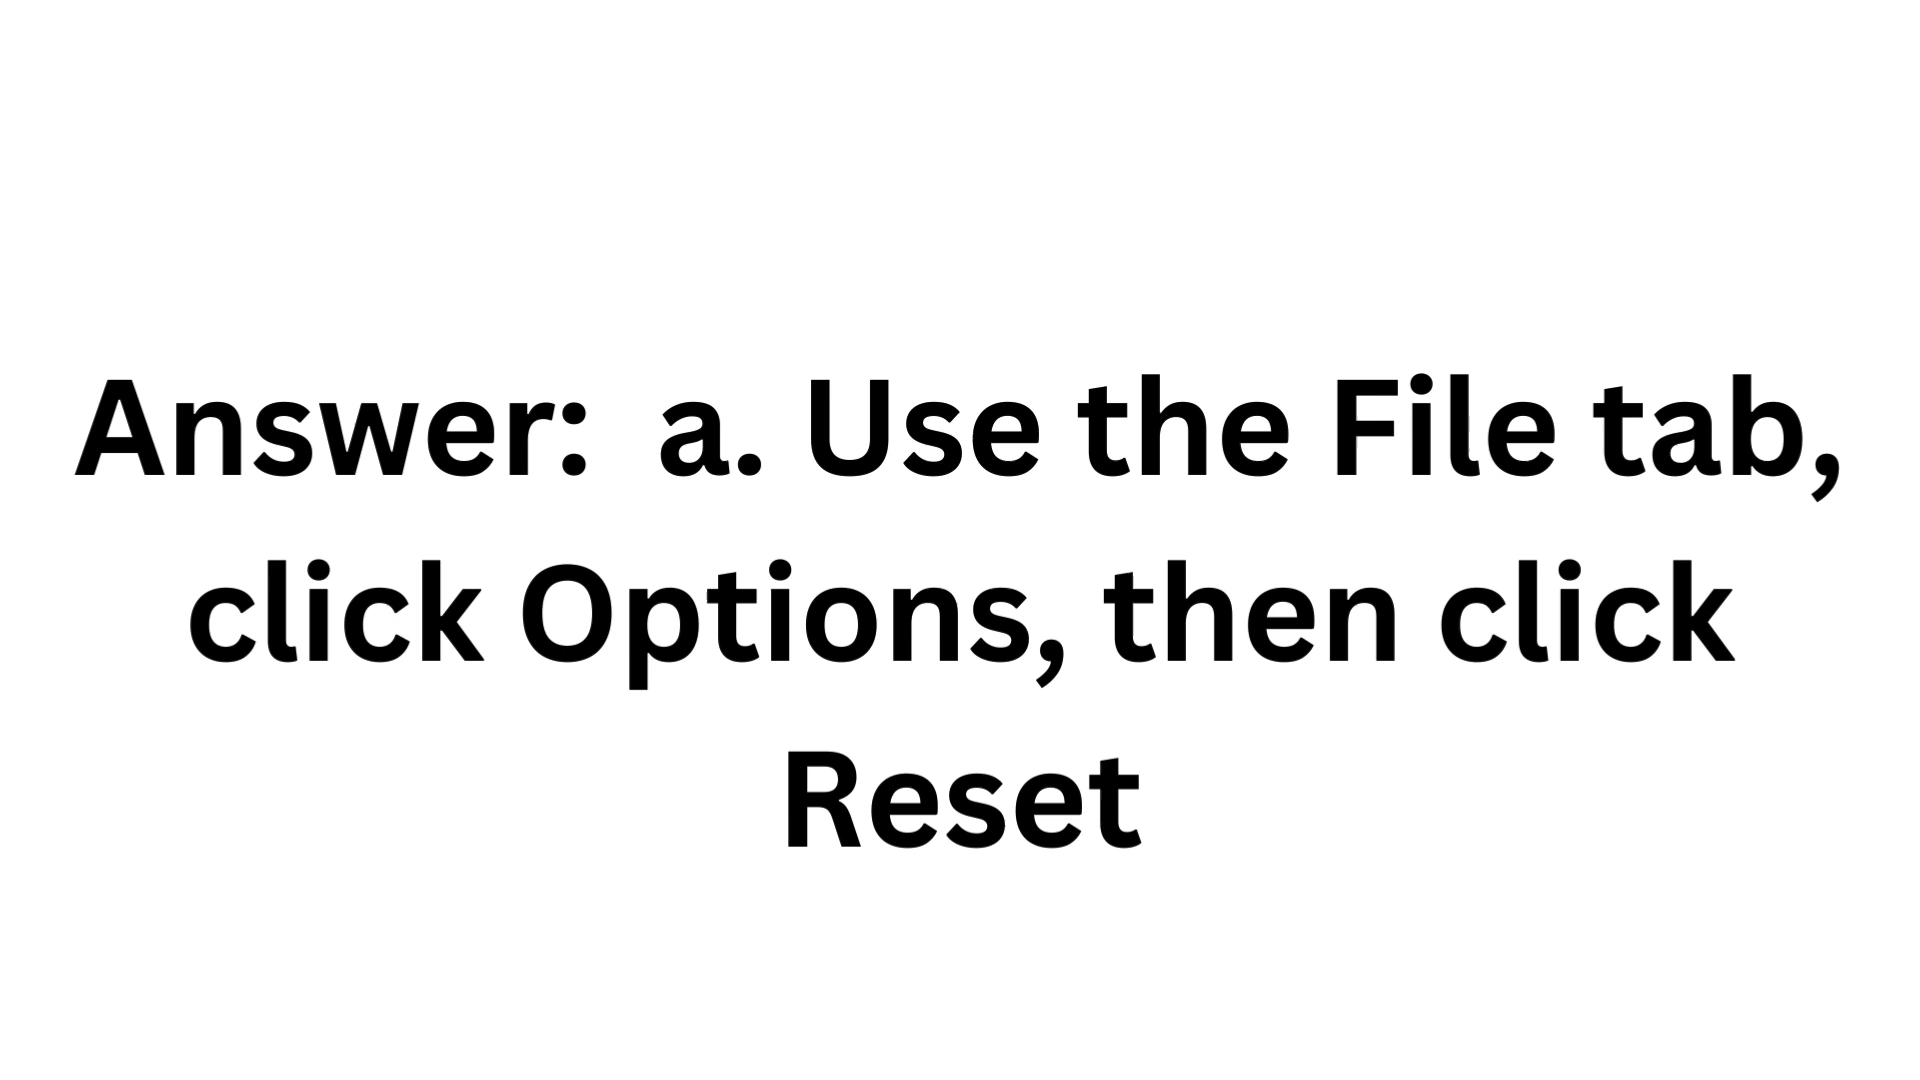 Answer:  a. Use the File tab,
click Options, then click
Reset